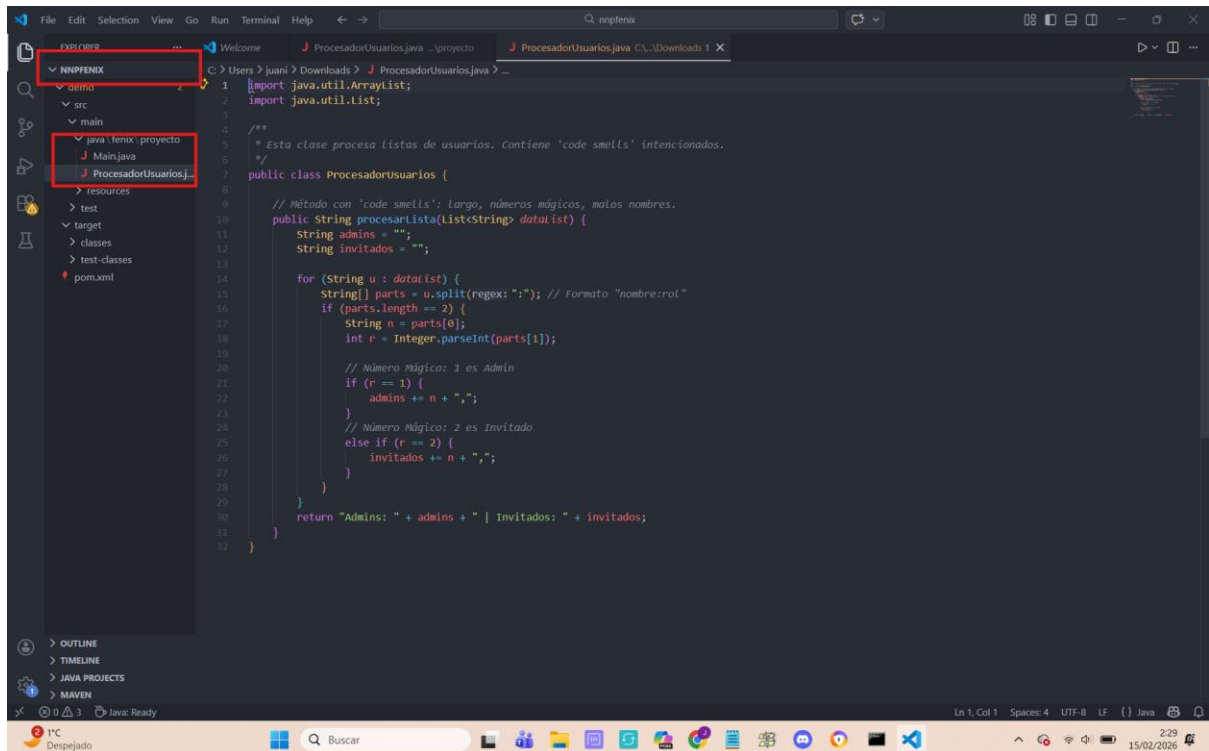 File Edit Selection View Go Run Terminal Help
nnpfenix
EXPLORER
NNPFENIX
demo 2
src
main
java \ fenix \ proyecto
Main.java
ProcesadorUsuarios.j...
resources
test
target
classes
test-classes
pom.xml
OUTLINE
TIMELINE
JAVA PROJECTS
MAVEN
Welcome
ProcesadorUsuarios.java ...\proyecto
ProcesadorUsuarios.java C:\...\Downloads 1
C: > Users > juani > Downloads > ProcesadorUsuarios.java > ...
1 import java.util.ArrayList;
2 import java.util.List;
3
4 /**
5 * Esta clase procesa listas de usuarios. Contiene 'code smells' intencionados.
6 */
7 public class ProcesadorUsuarios {
8
9 // Método con 'code smells': largo, números mágicos, malos nombres.
10 public String procesarLista(List<String> dataList) {
11 String admins = "";
12 String invitados = "";
13
14 for (String u : dataList) {
15 String[] parts = u.split(regex: ":"); // Formato "nombre:rol"
16 if (parts.length == 2) {
17 String n = parts[0];
18 int r = Integer.parseInt(parts[1]);
19
20 // Número Mágico: 1 es Admin
21 if (r == 1) {
22 admins += n + ",";
23 }
24 // Número Mágico: 2 es Invitado
25 else if (r == 2) {
26 invitados += n + ",";
27 }
28 }
29 }
30 return "Admins: " + admins + " | Invitados: " + invitados;
31 }
32 }
0 3 Java: Ready
Ln 1, Col 1 Spaces: 4 UTF-8 LF {} Java
2 1°C
Despejado
Buscar
2:29
15/02/2026